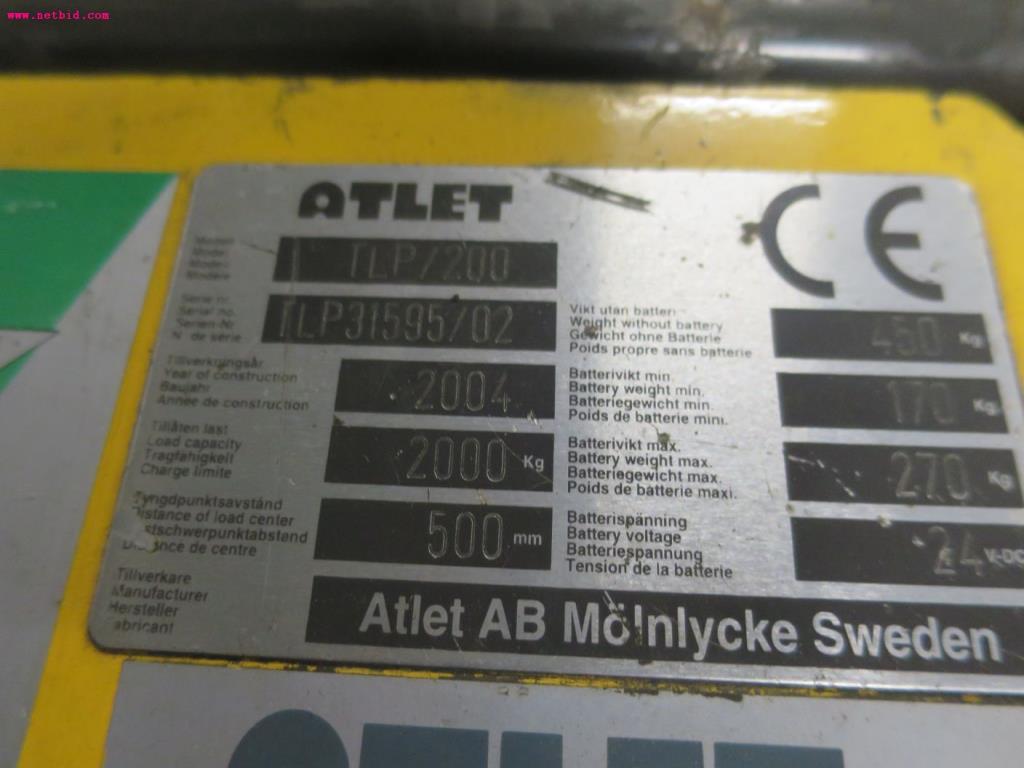 www.netbid.com
ATLET
CE
Modell
Model
Modell
Modèle
TLP/200
Serie nr.
Serial no.
Serien-Nr.
N° de série
TLP31595/02
Tillverkningsår
Year of construction
Baujahr
Année de construction
2004
Tillåten last
Load capacity
Tragfähigkeit
Charge limite
2000 Kg
Tyngdpunktsavstånd
Distance of load center
stschwerpunktabstend
Distance de centre
500 mm
Vikt utan batteri
Weight without battery
Gewicht ohne Batterie
Poids propre sans batterie
450 Kg.
Batterivikt min.
Battery weight min.
Batteriegewicht min.
Poids de batterie mini.
170 Kg.
Batterivikt max.
Battery weight max.
Batteriegewicht max.
Poids de batterie maxi.
270 Kg.
Batterispänning
Battery voltage
Batteriespannung
Tension de la batterie
24 V-DC
Tillverkare
Manufacturer
Hersteller
Fabricant
Atlet AB Mölnlycke Sweden
ATLET